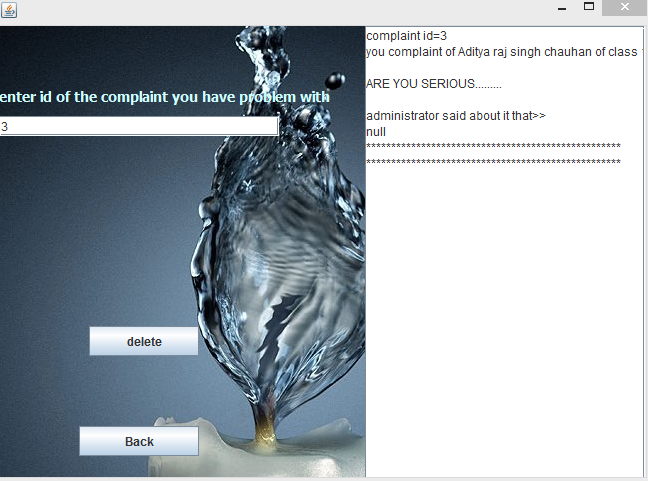 enter id of the complaint you have problem with
3
delete
Back
complaint id=3
you complaint of Aditya raj singh chauhan of class
ARE YOU SERIOUS.........
administrator said about it that>>
null
***************************************************
***************************************************